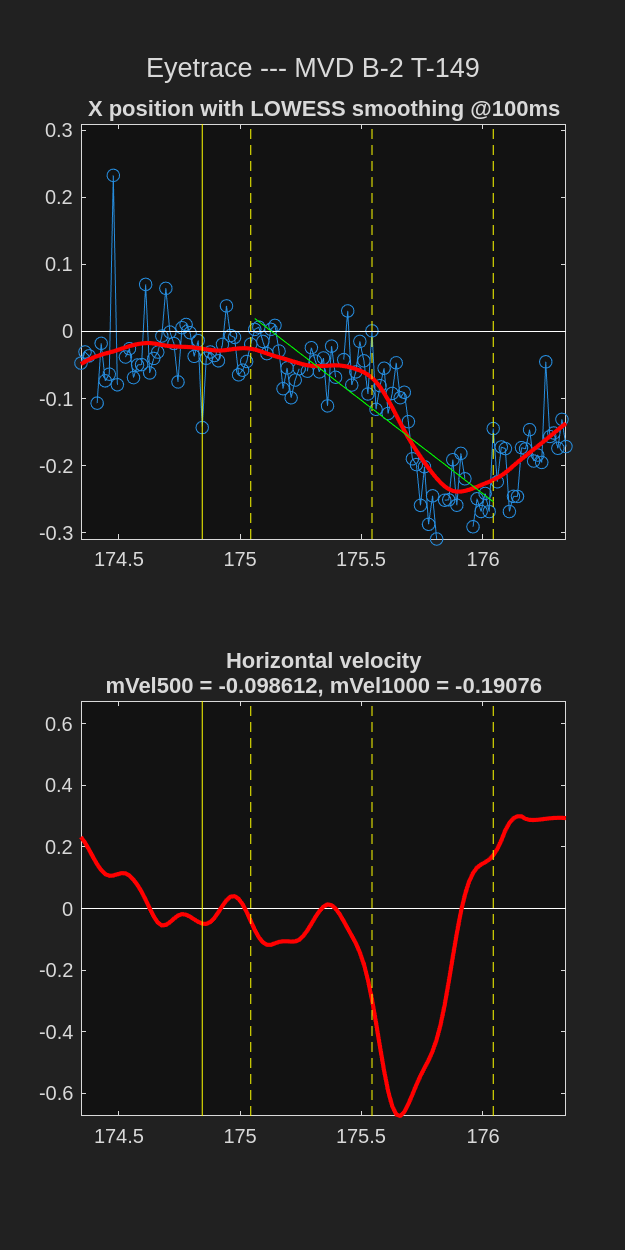 Eyetrace --- MVD B-2 T-149
X position with LOWESS smoothing @100ms
0.3
0.2
0.1
0
-0.1
-0.2
-0.3
174.5 175 175.5 176
Horizontal velocity
mVel500 = -0.098612, mVel1000 = -0.19076
0.6
0.4
0.2
0
-0.2
-0.4
-0.6
174.5 175 175.5 176